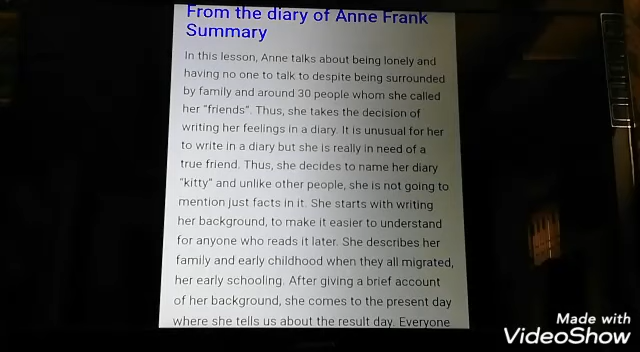 From the diary of Anne Frank
Summary
In this lesson, Anne talks about being lonely and
having no one to talk to despite being surrounded
by family and around 30 people whom she called
her "friends". Thus, she takes the decision of
writing her feelings in a diary. It is unusual for her
to write in a diary but she is really in need of a
true friend. Thus, she decides to name her diary
"kitty" and unlike other people, she is not going to
mention just facts in it. She starts with writing
her background, to make it easier to understand
for anyone who reads it later. She describes her
family and early childhood when they all migrated,
her early schooling. After giving a brief account
of her background, she comes to the present day
where she tells us about the result day. Everyone
Made with
VideoShow